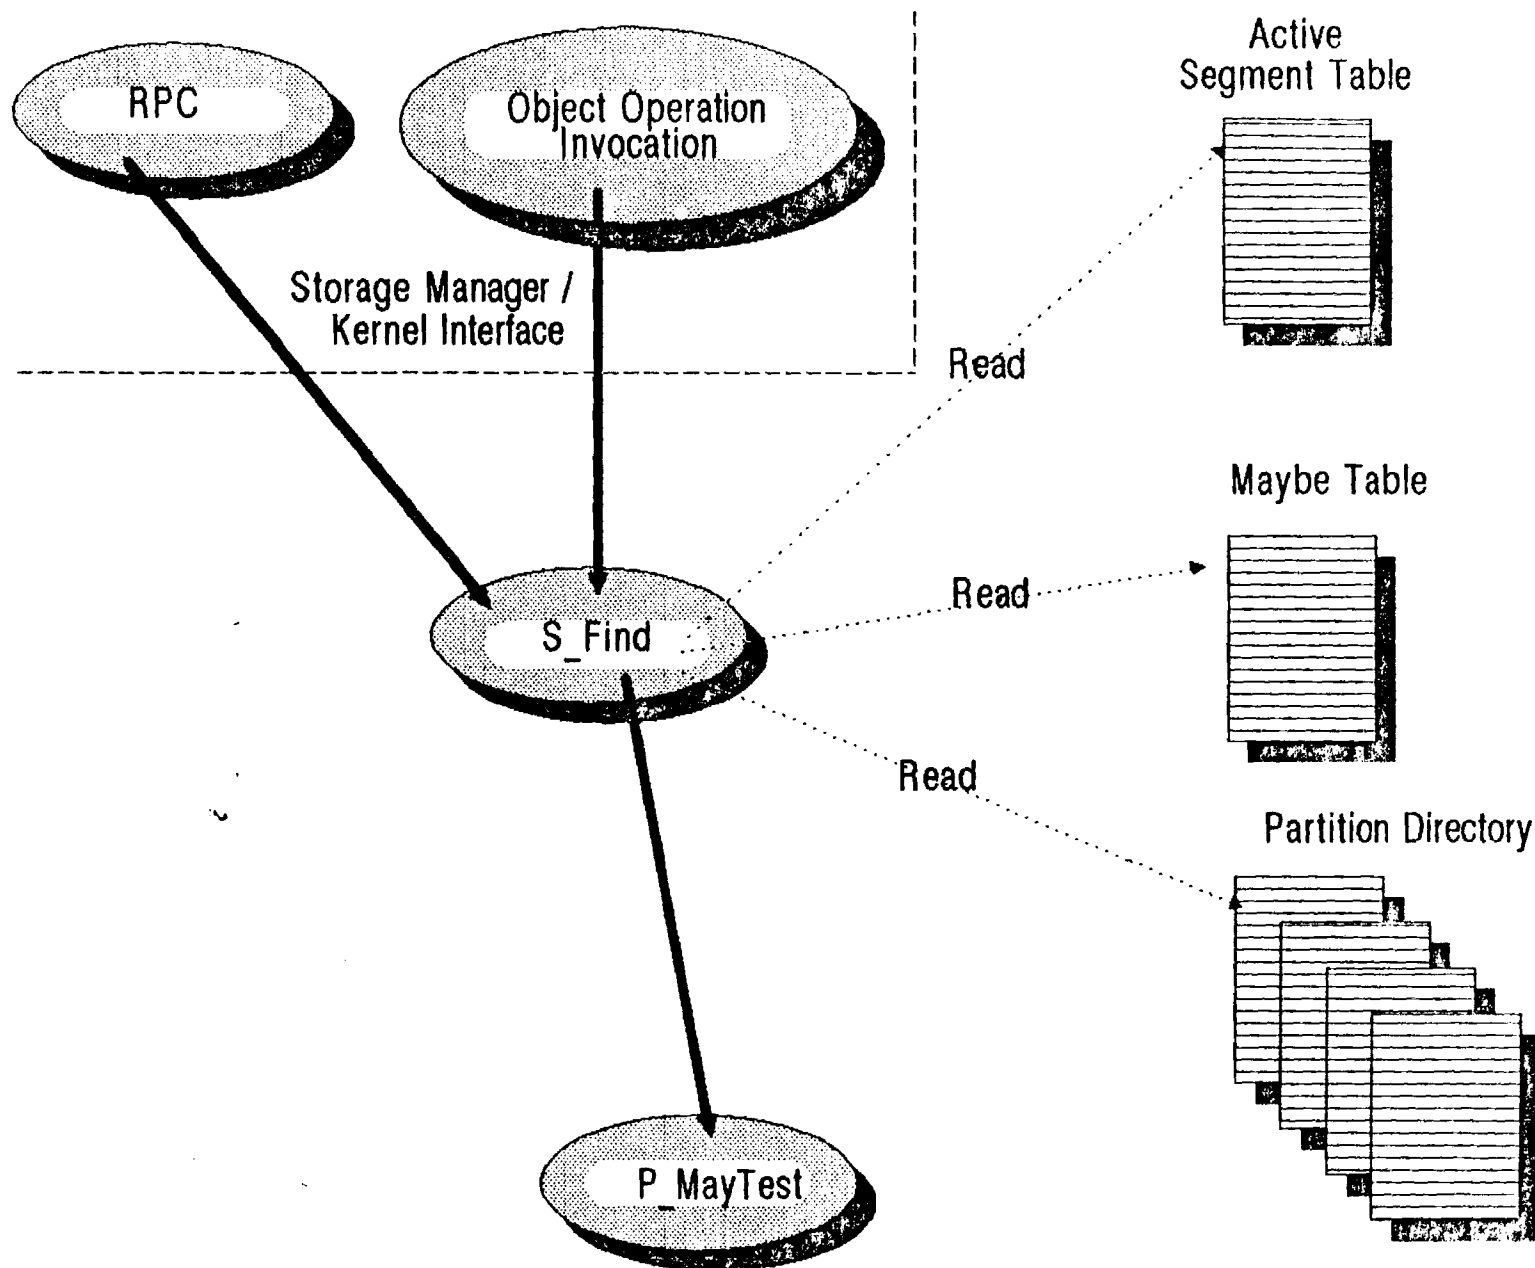 Active
Segment Table
RPC
Object Operation
Invocation
Storage Manager /
Kernel Interface
Read
Maybe Table
Read
S_Find
Read
Partition Directory
P_MayTest